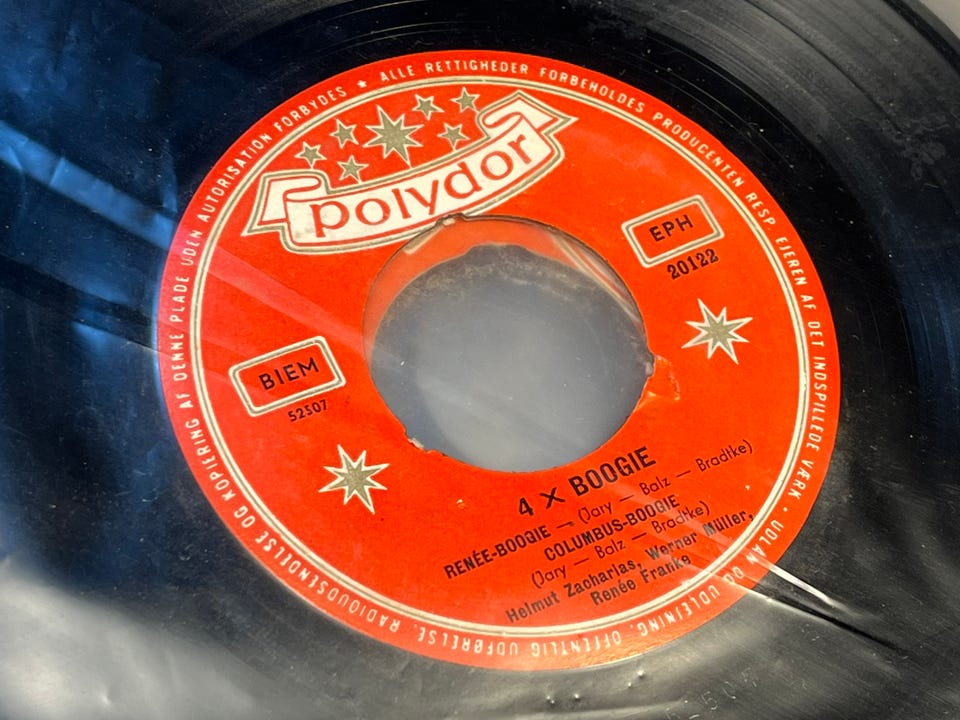 ALLE RETTIGHEDER FORBEHOLDES PRODUCENTEN RESP EJEREN AF DET INDSPILLEDE VÆRK · UDLAN OG UDLEJNING, OFFENTLIG UDFØRELSE, RADIOUDSENDELSE OG KOPIERING AF DENNE PLADE UDEN AUTORISATION FORBYDES
polydor
EPH
20122
BIEM
52507
4 × BOOGIE
RENÉE-BOOGIE — (Jary — Balz — Bradtke)
COLUMBUS-BOOGIE
(Jary — Balz — Bradtke)
Helmut Zacharias, Werner Müller,
Renée Franke